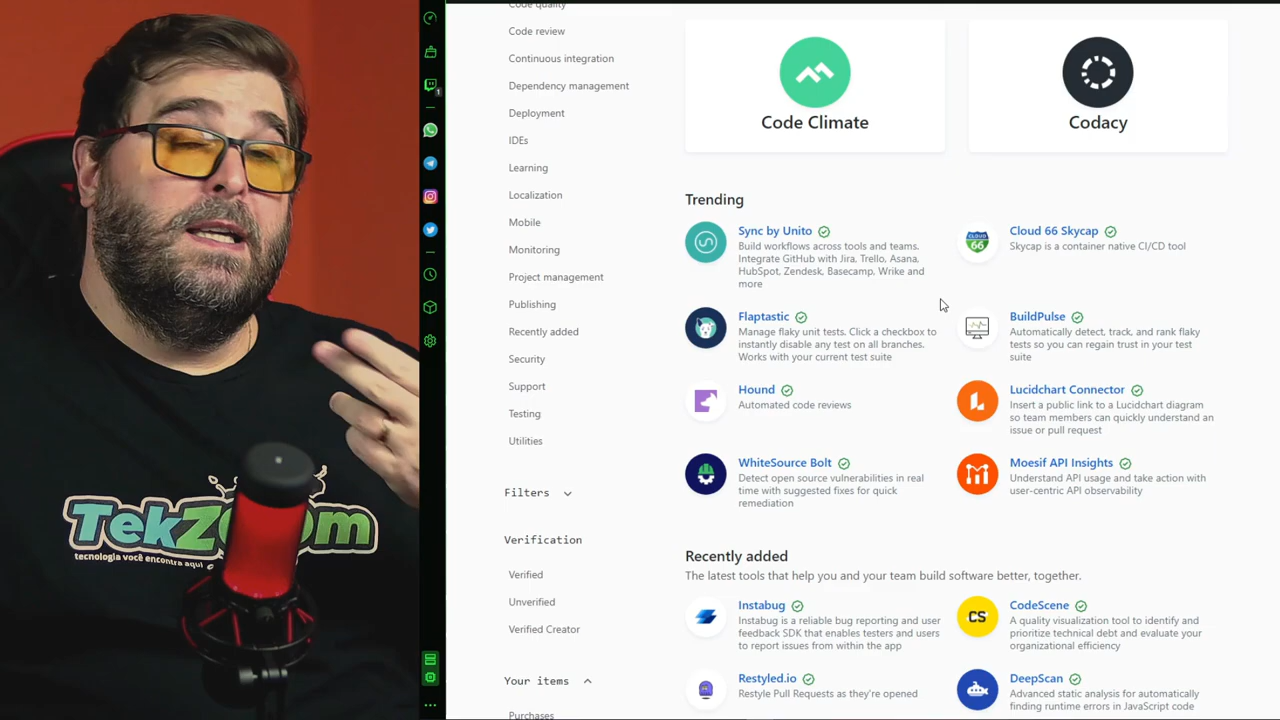 Code quality
Code review
Continuous integration
Dependency management
Deployment
IDEs
Learning
Localization
Mobile
Monitoring
Project management
Publishing
Recently added
Security
Support
Testing
Utilities
Filters
Verification
Verified
Unverified
Verified Creator
Your items
Purchases
Code Climate
Codacy
Trending
Sync by Unito
Build workflows across tools and teams.
Integrate GitHub with Jira, Trello, Asana,
HubSpot, Zendesk, Basecamp, Wrike and
more
CLOUD
66
Cloud 66 Skycap
Skycap is a container native CI/CD tool
Flaptastic
Manage flaky unit tests. Click a checkbox to
instantly disable any test on all branches.
Works with your current test suite
BuildPulse
Automatically detect, track, and rank flaky
tests so you can regain trust in your test
suite
Hound
Automated code reviews
Lucidchart Connector
Insert a public link to a Lucidchart diagram
so team members can quickly understand an
issue or pull request
WhiteSource Bolt
Detect open source vulnerabilities in real
time with suggested fixes for quick
remediation
Moesif API Insights
Understand API usage and take action with
user-centric API observability
Recently added
The latest tools that help you and your team build software better, together.
Instabug
Instabug is a reliable bug reporting and user
feedback SDK that enables testers and users
to report issues from within the app
CS
CodeScene
A quality visualization tool to identify and
prioritize technical debt and evaluate your
organizational efficiency
Restyled.io
Restyle Pull Requests as they're opened
DeepScan
Advanced static analysis for automatically
finding runtime errors in JavaScript code
1
tecnologia você encontra aqui